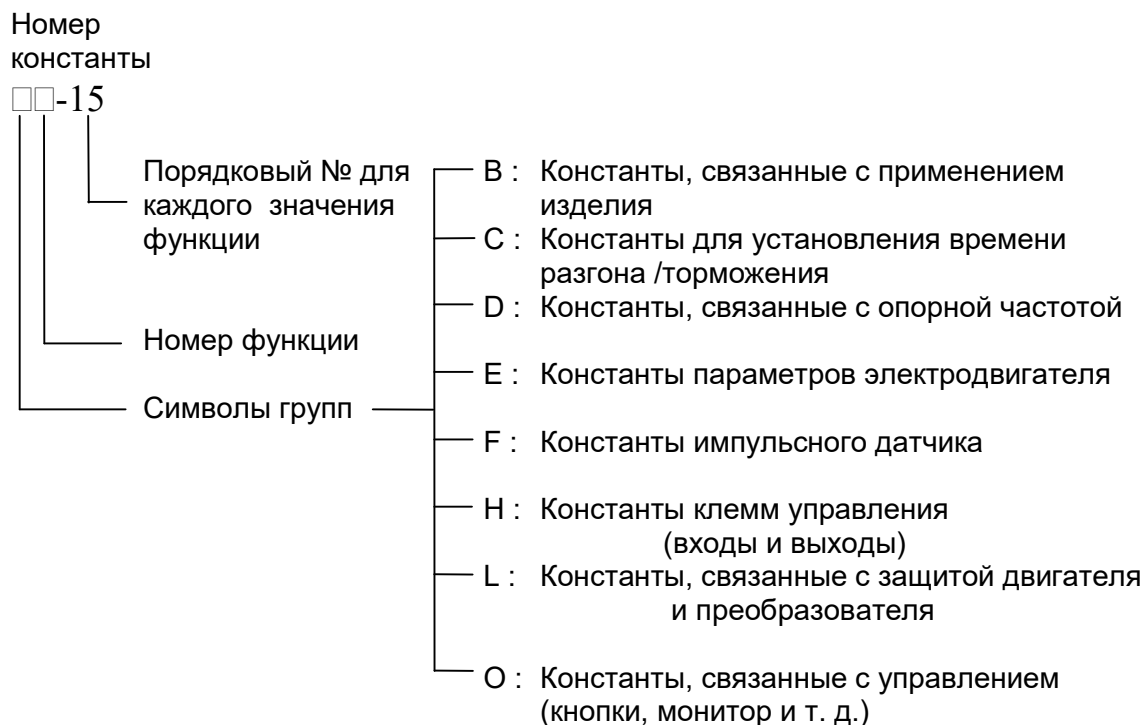 Номер
константы
□□-15
Порядковый № для
каждого значения
функции
Номер функции
Символы групп
B : Константы, связанные с применением
изделия
C : Константы для установления времени
разгона /торможения
D : Константы, связанные с опорной частотой
E : Константы параметров электродвигателя
F : Константы импульсного датчика
H : Константы клемм управления
(входы и выходы)
L : Константы, связанные с защитой двигателя
и преобразователя
O : Константы, связанные с управлением
(кнопки, монитор и т. д.)